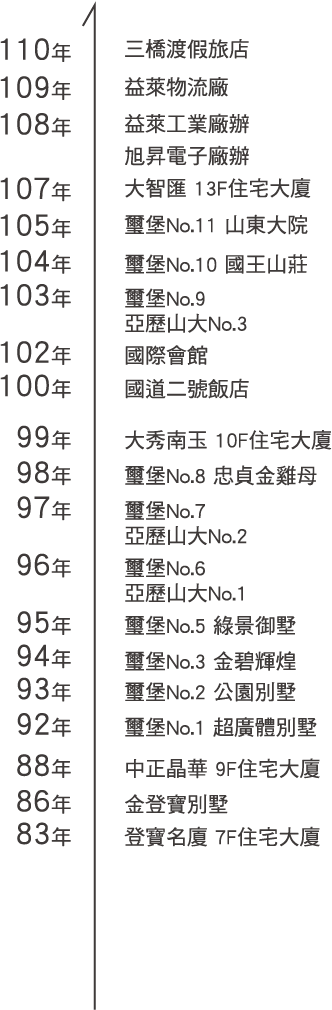 110年 三橋渡假旅店
109年 益萊物流廠
108年 益萊工業廠辦
旭昇電子廠辦
107年 大智匯 13F住宅大廈
105年 璽堡No.11 山東大院
104年 璽堡No.10 國王山莊
103年 璽堡No.9
亞歷山大No.3
102年 國際會館
100年 國道二號飯店
99年 大秀南玉 10F住宅大廈
98年 璽堡No.8 忠貞金雞母
97年 璽堡No.7
亞歷山大No.2
96年 璽堡No.6
亞歷山大No.1
95年 璽堡No.5 綠景御墅
94年 璽堡No.3 金碧輝煌
93年 璽堡No.2 公園別墅
92年 璽堡No.1 超廣體別墅
88年 中正晶華 9F住宅大廈
86年 金登寶別墅
83年 登寶名廈 7F住宅大廈